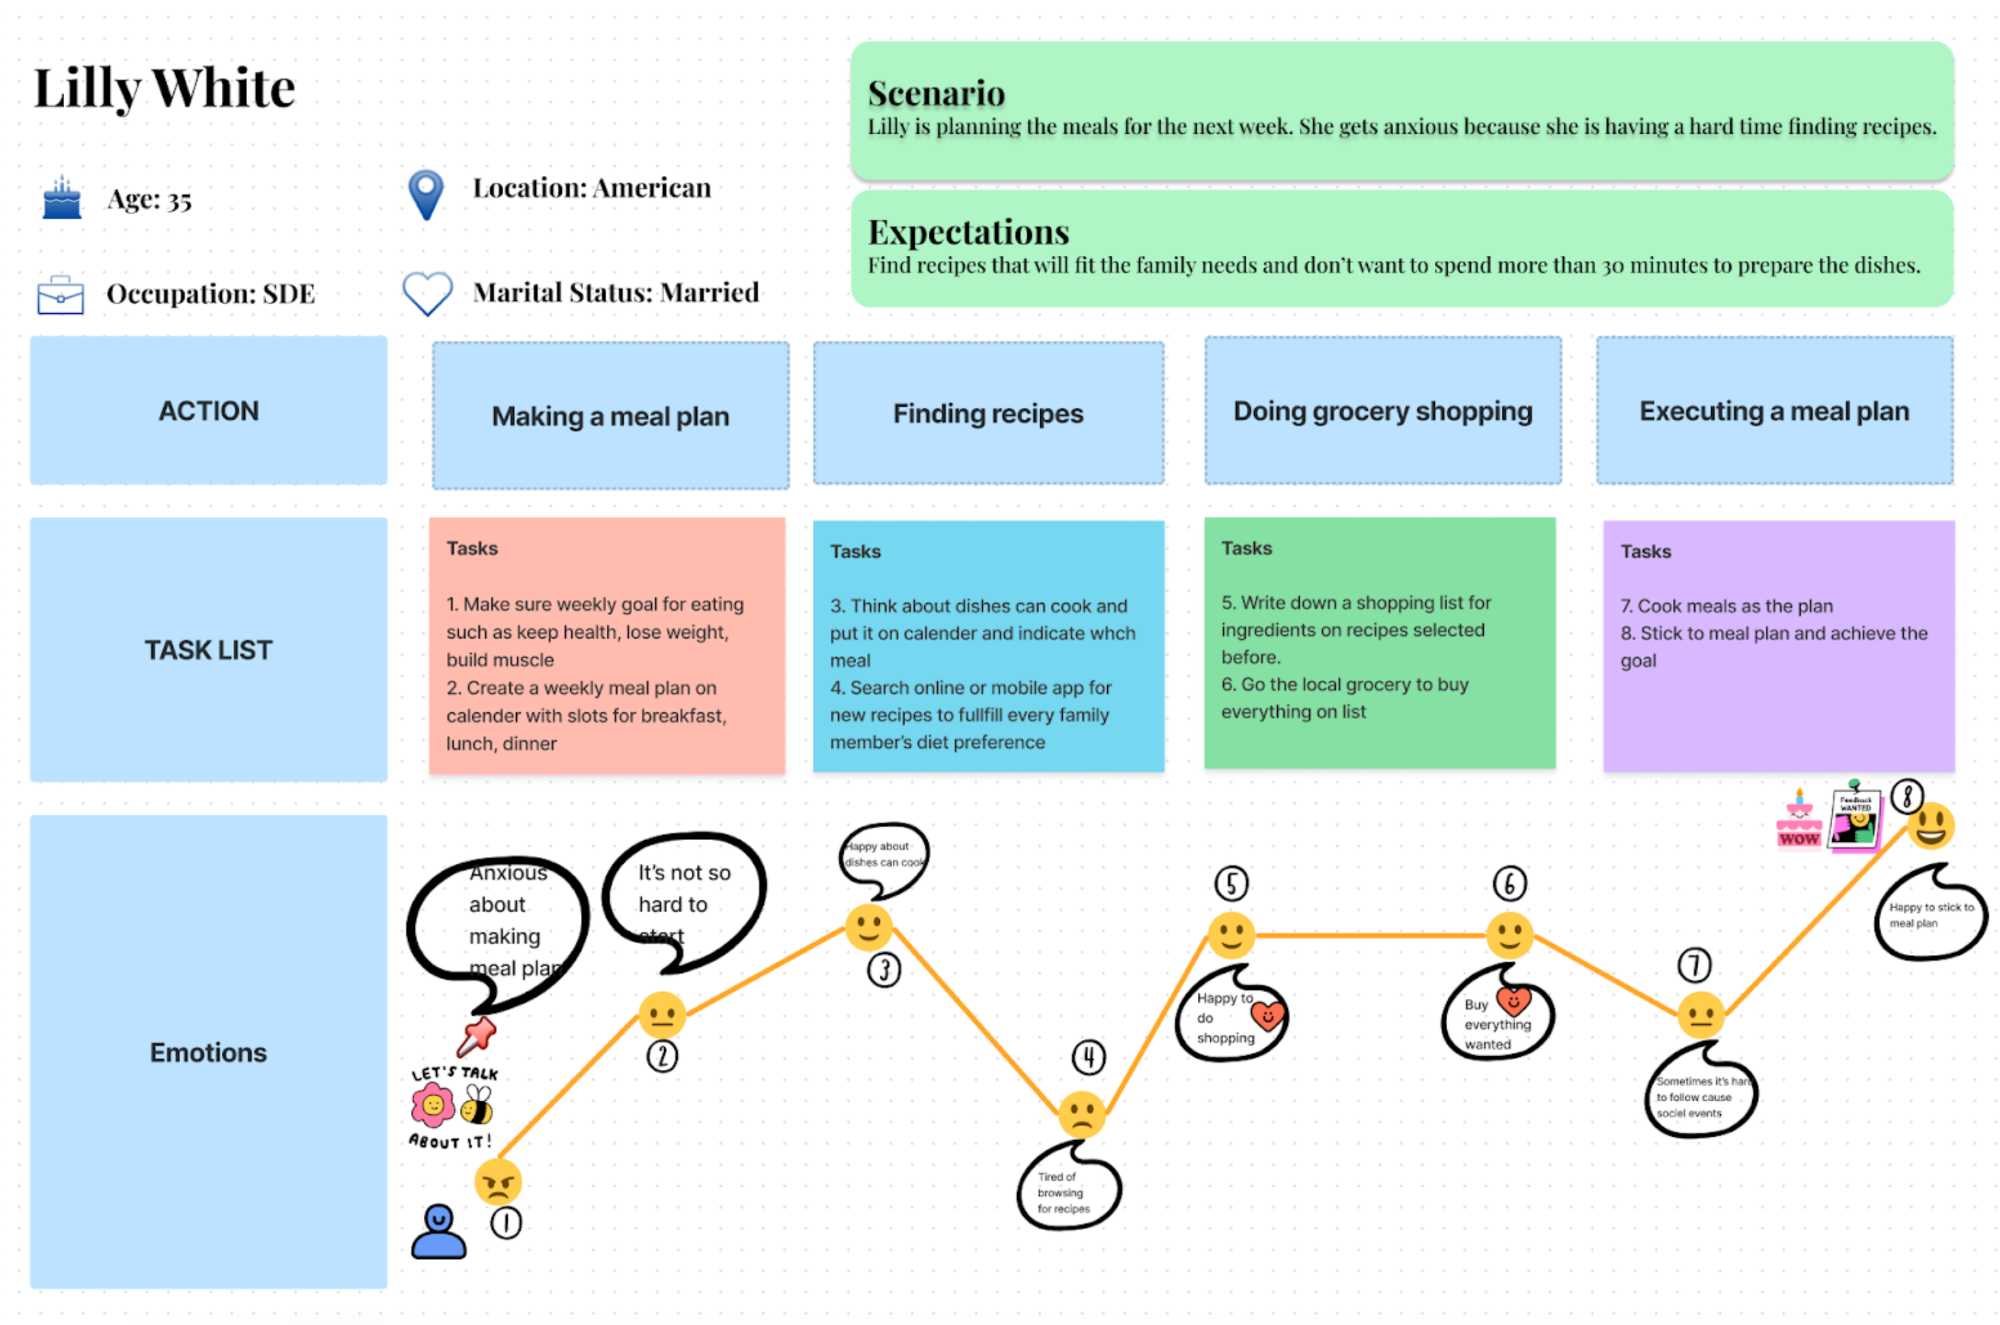 Lilly White
Age: 35
Location: American
Occupation: SDE
Marital Status: Married
Scenario
Lilly is planning the meals for the next week. She gets anxious because she is having a hard time finding recipes.
Expectations
Find recipes that will fit the family needs and don't want to spend more than 30 minutes to prepare the dishes.
ACTION
Making a meal plan
Finding recipes
Doing grocery shopping
Executing a meal plan
TASK LIST
Tasks
1. Make sure weekly goal for eating
such as keep health, lose weight,
build muscle
2. Create a weekly meal plan on
calender with slots for breakfast,
lunch, dinner
Tasks
3. Think about dishes can cook and
put it on calender and indicate whch
meal
4. Search online or mobile app for
new recipes to fullfill every family
member's diet preference
Tasks
5. Write down a shopping list for
ingredients on recipes selected
before.
6. Go the local grocery to buy
everything on list
Tasks
7. Cook meals as the plan
8. Stick to meal plan and achieve the
goal
Emotions
Anxious
about
making
meal plan
LET'S TALK
ABOUT IT!
1
It's not so
hard to
start
2
Happy about
dishes can cook
3
4
Tired of
browsing
for recipes
5
Happy to
do
shopping
6
Buy
everything
wanted
7
Sometimes it's hard
to follow cause
sociel events
WOW
Feedback
WANTED
8
Happy to stick to
meal plan